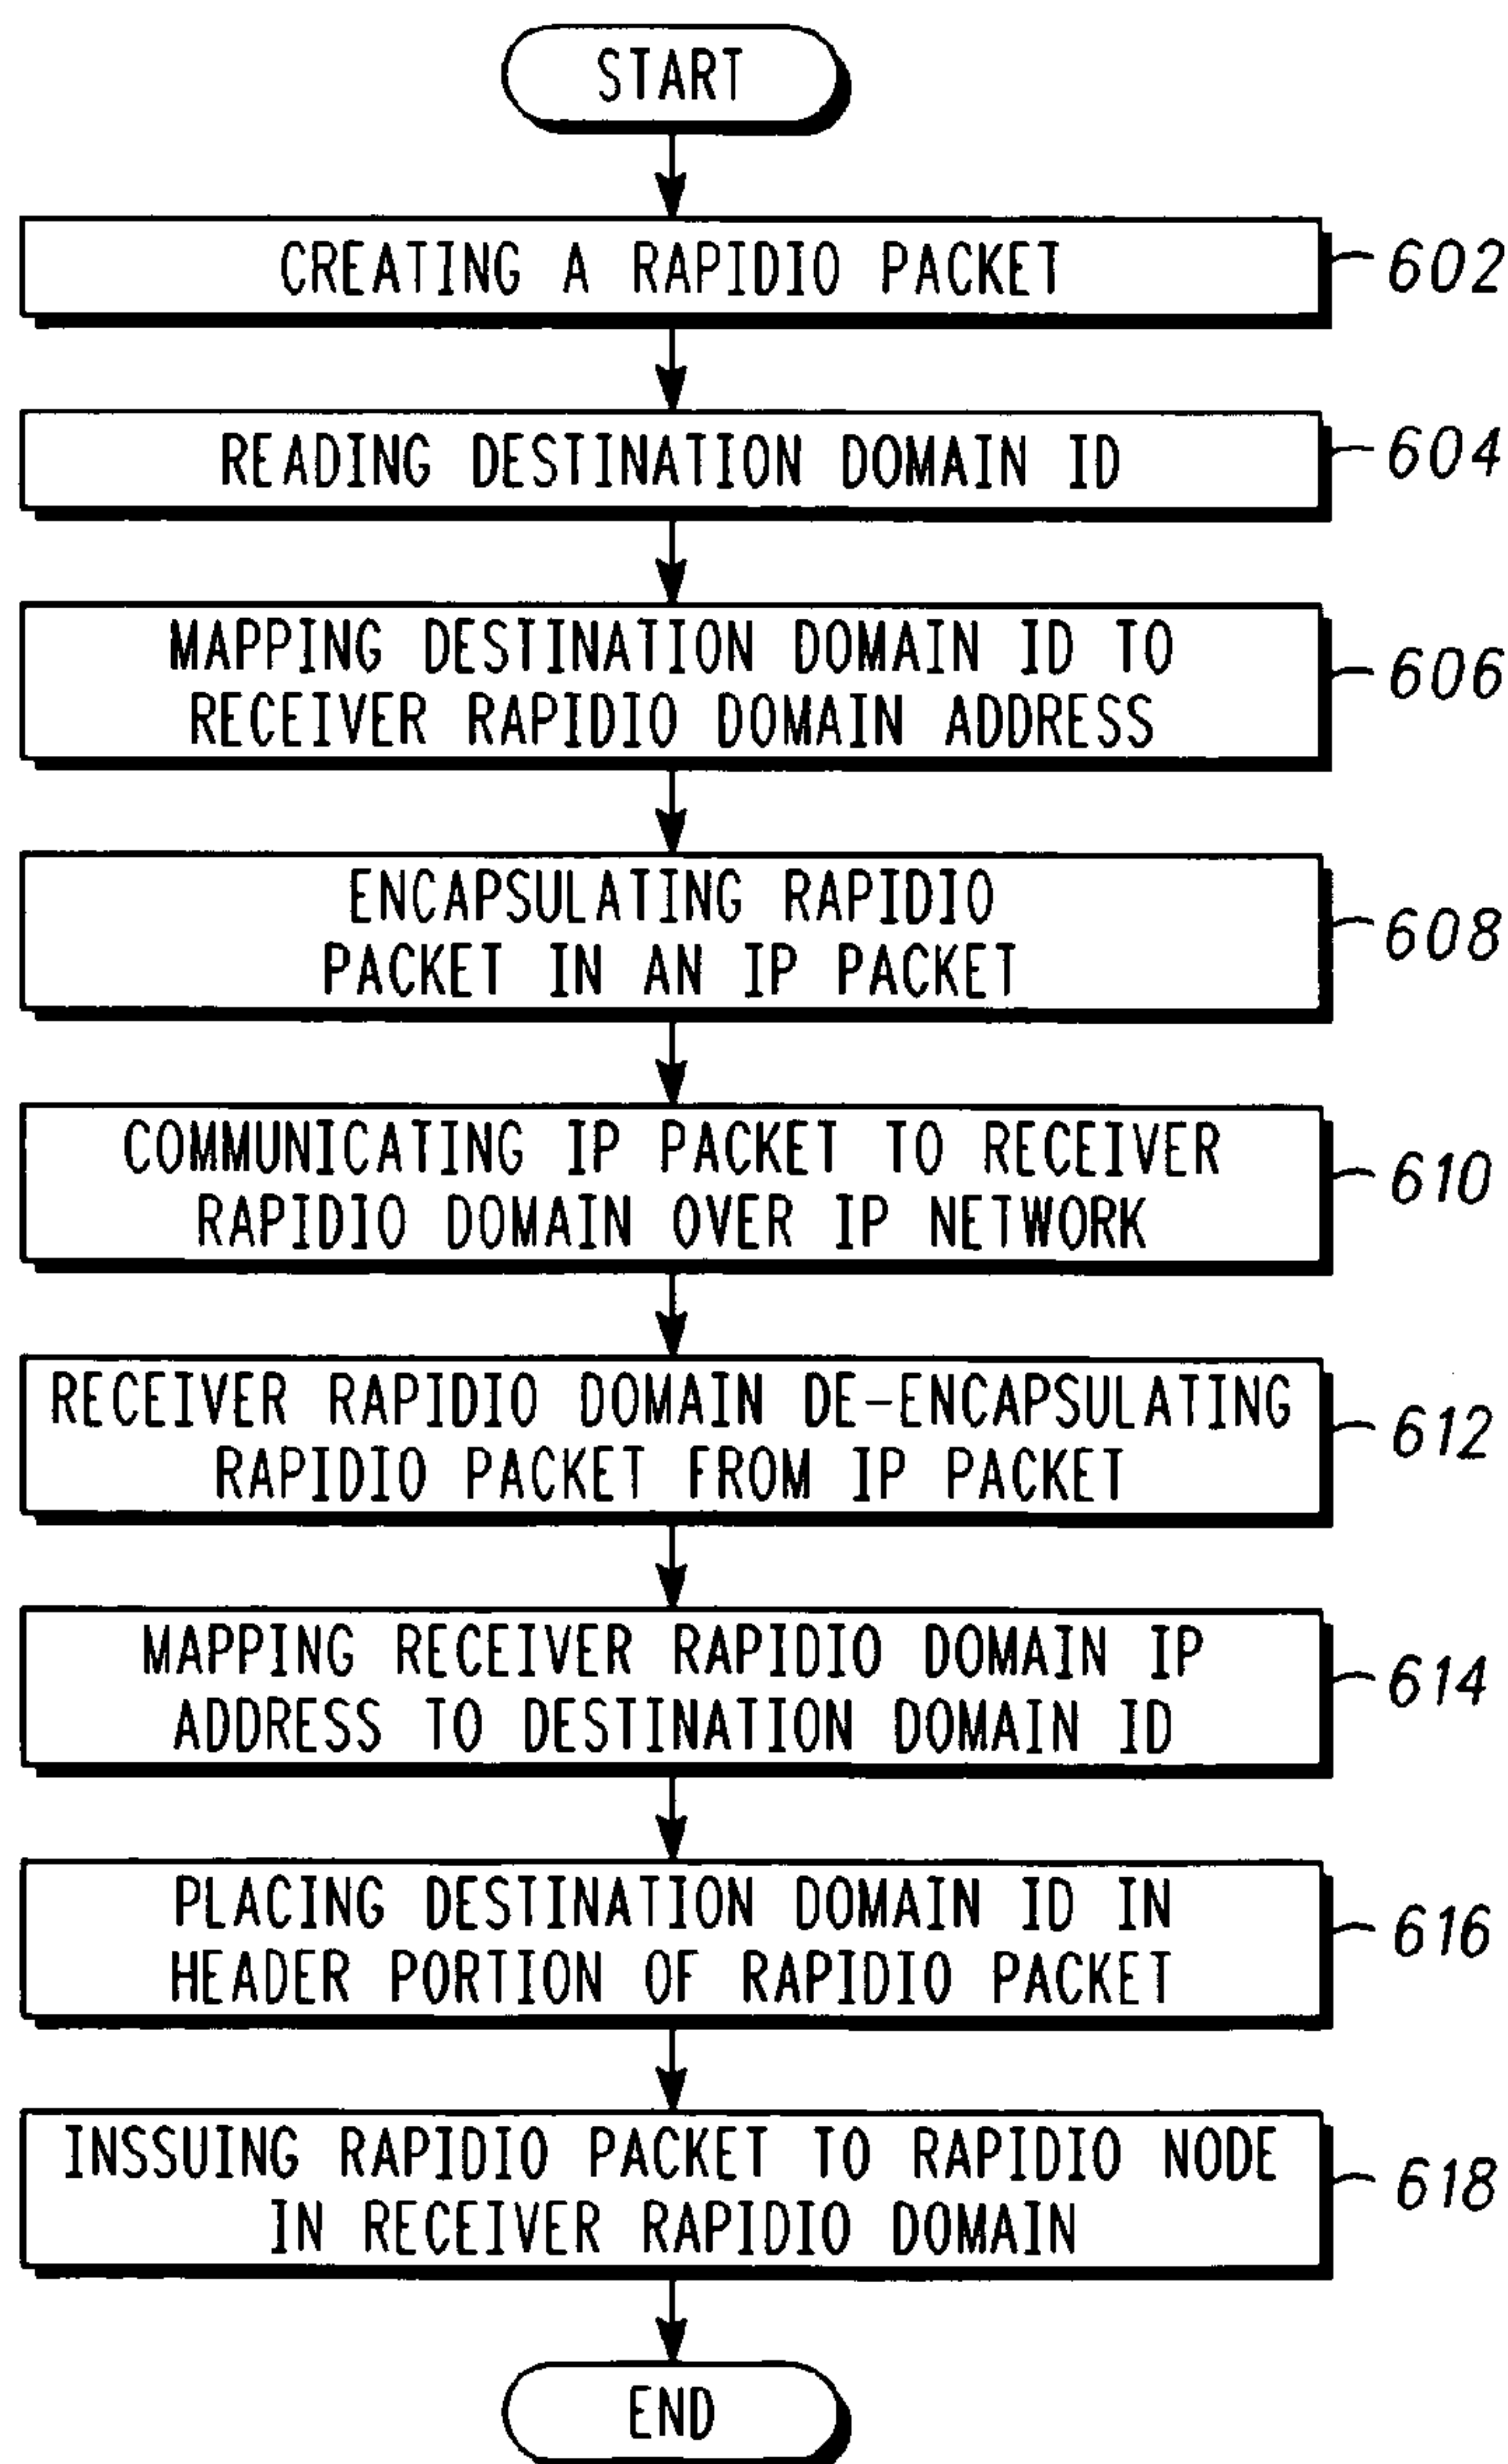 START
CREATING A RAPIDIO PACKET
602
READING DESTINATION DOMAIN ID
604
MAPPING DESTINATION DOMAIN ID TO
RECEIVER RAPIDIO DOMAIN ADDRESS
606
ENCAPSULATING RAPIDIO
PACKET IN AN IP PACKET
608
COMMUNICATING IP PACKET TO RECEIVER
RAPIDIO DOMAIN OVER IP NETWORK
610
RECEIVER RAPIDIO DOMAIN DE-ENCAPSULATING
RAPIDIO PACKET FROM IP PACKET
612
MAPPING RECEIVER RAPIDIO DOMAIN IP
ADDRESS TO DESTINATION DOMAIN ID
614
PLACING DESTINATION DOMAIN ID IN
HEADER PORTION OF RAPIDIO PACKET
616
INSSUING RAPIDIO PACKET TO RAPIDIO NODE
IN RECEIVER RAPIDIO DOMAIN
618
END